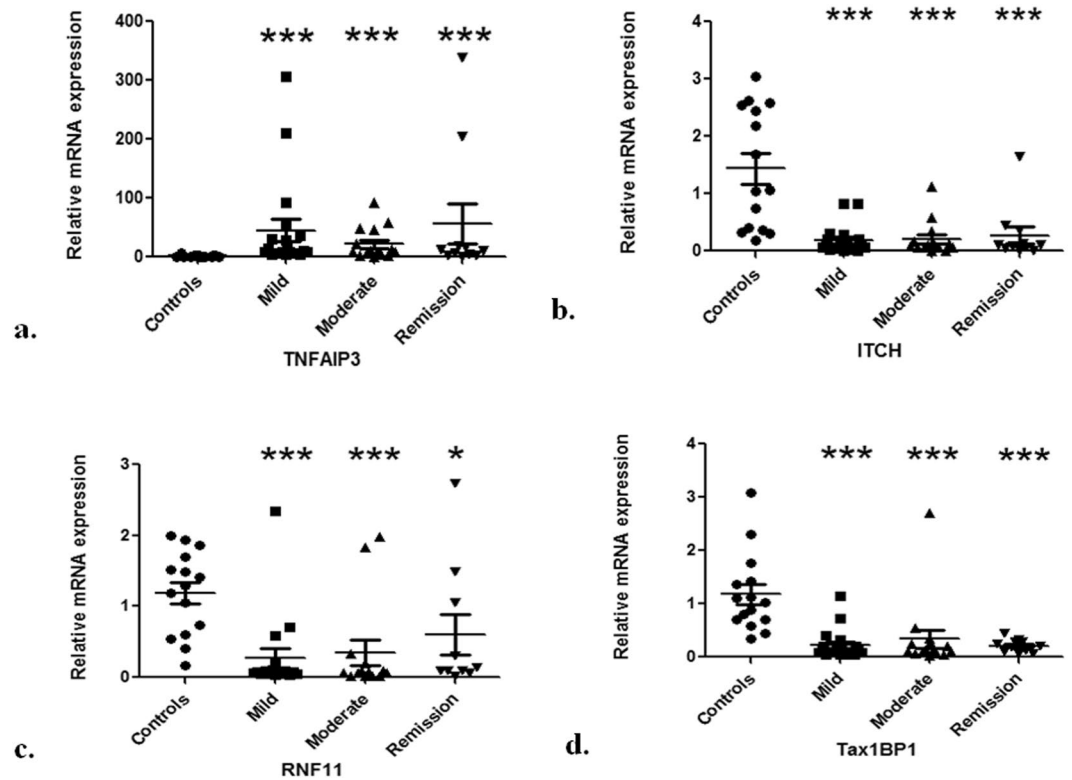 Relative mRNA expression
400
300
200
100
0
*** *** ***
Controls Mild Moderate Remission
a.
TNFAIP3
Relative mRNA expression
4
3
2
1
0
*** *** ***
Controls Mild Moderate Remission
b.
ITCH
Relative mRNA expression
3
2
1
0
*** *** *
Controls Mild Moderate Remission
c.
RNF11
Relative mRNA expression
4
3
2
1
0
*** *** ***
Controls Mild Moderate Remission
d.
Tax1BP1